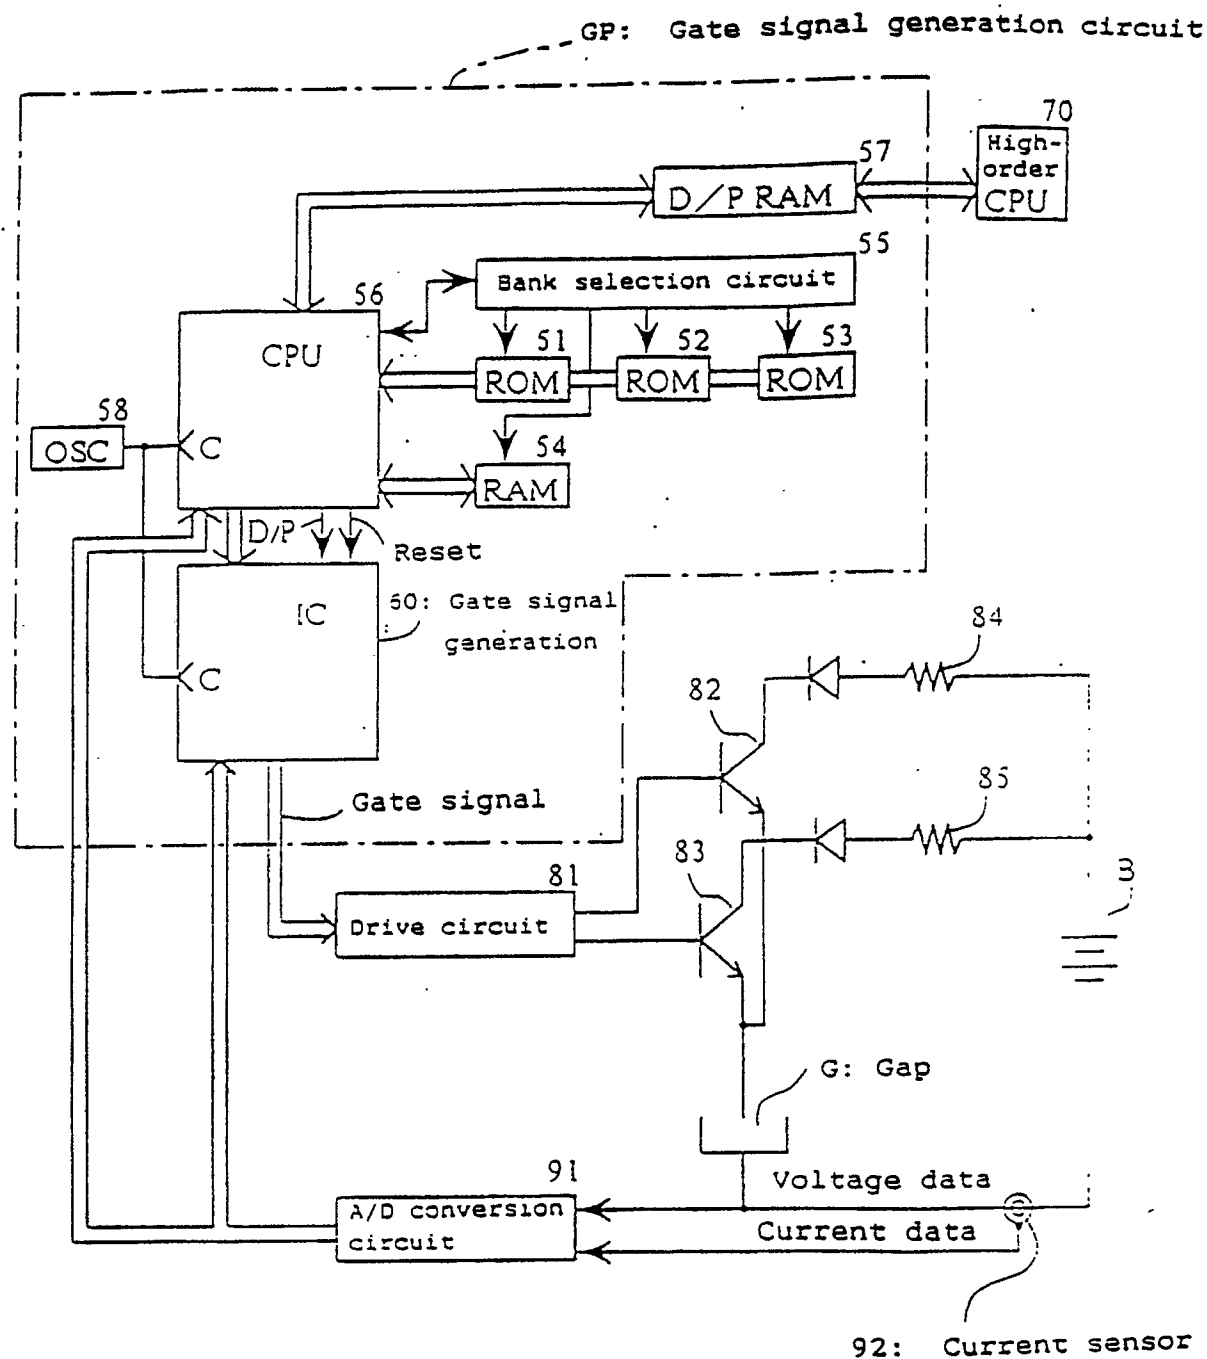 GP: Gate signal generation circuit
70
High-
order
CPU
57
D/P RAM
55
Bank selection circuit
56
CPU
51
ROM
52
ROM
53
ROM
58
OSC
C
54
RAM
D/P
Reset
IC
60: Gate signal
generation
C
84
82
85
Gate signal
83
81
Drive circuit
3
G: Gap
91
A/D conversion
circuit
Voltage data
Current data
92: Current sensor